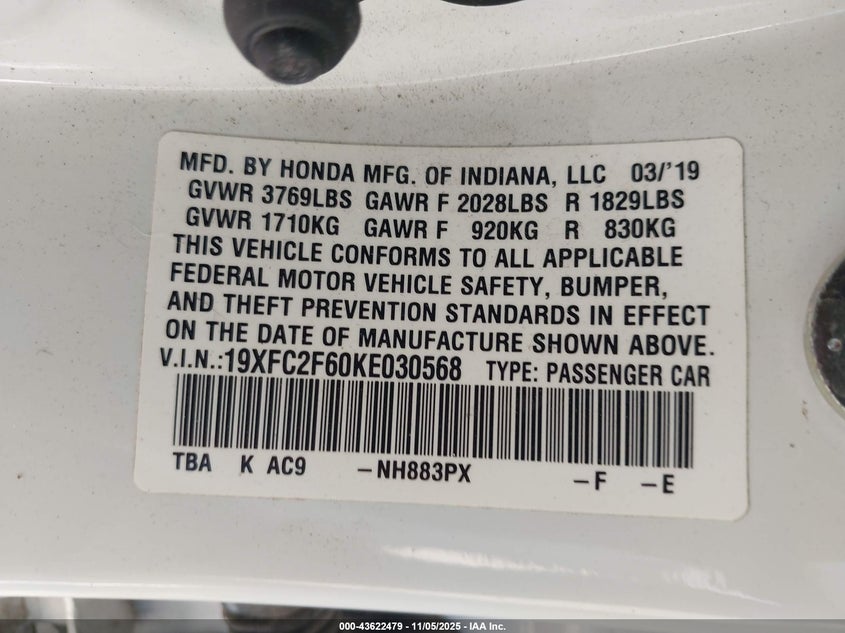 MFD. BY HONDA MFG. OF INDIANA, LLC 03/'19
GVWR 3769LBS GAWR F 2028LBS R 1829LBS
GVWR 1710KG GAWR F 920KG R 830KG
THIS VEHICLE CONFORMS TO ALL APPLICABLE
FEDERAL MOTOR VEHICLE SAFETY, BUMPER,
AND THEFT PREVENTION STANDARDS IN EFFECT
ON THE DATE OF MANUFACTURE SHOWN ABOVE.
V.I.N.:19XFC2F60KE030568 TYPE: PASSENGER CAR
TBA K AC9 –NH883PX –F –E
000-43622479 - 11/05/2025 - IAA Inc.